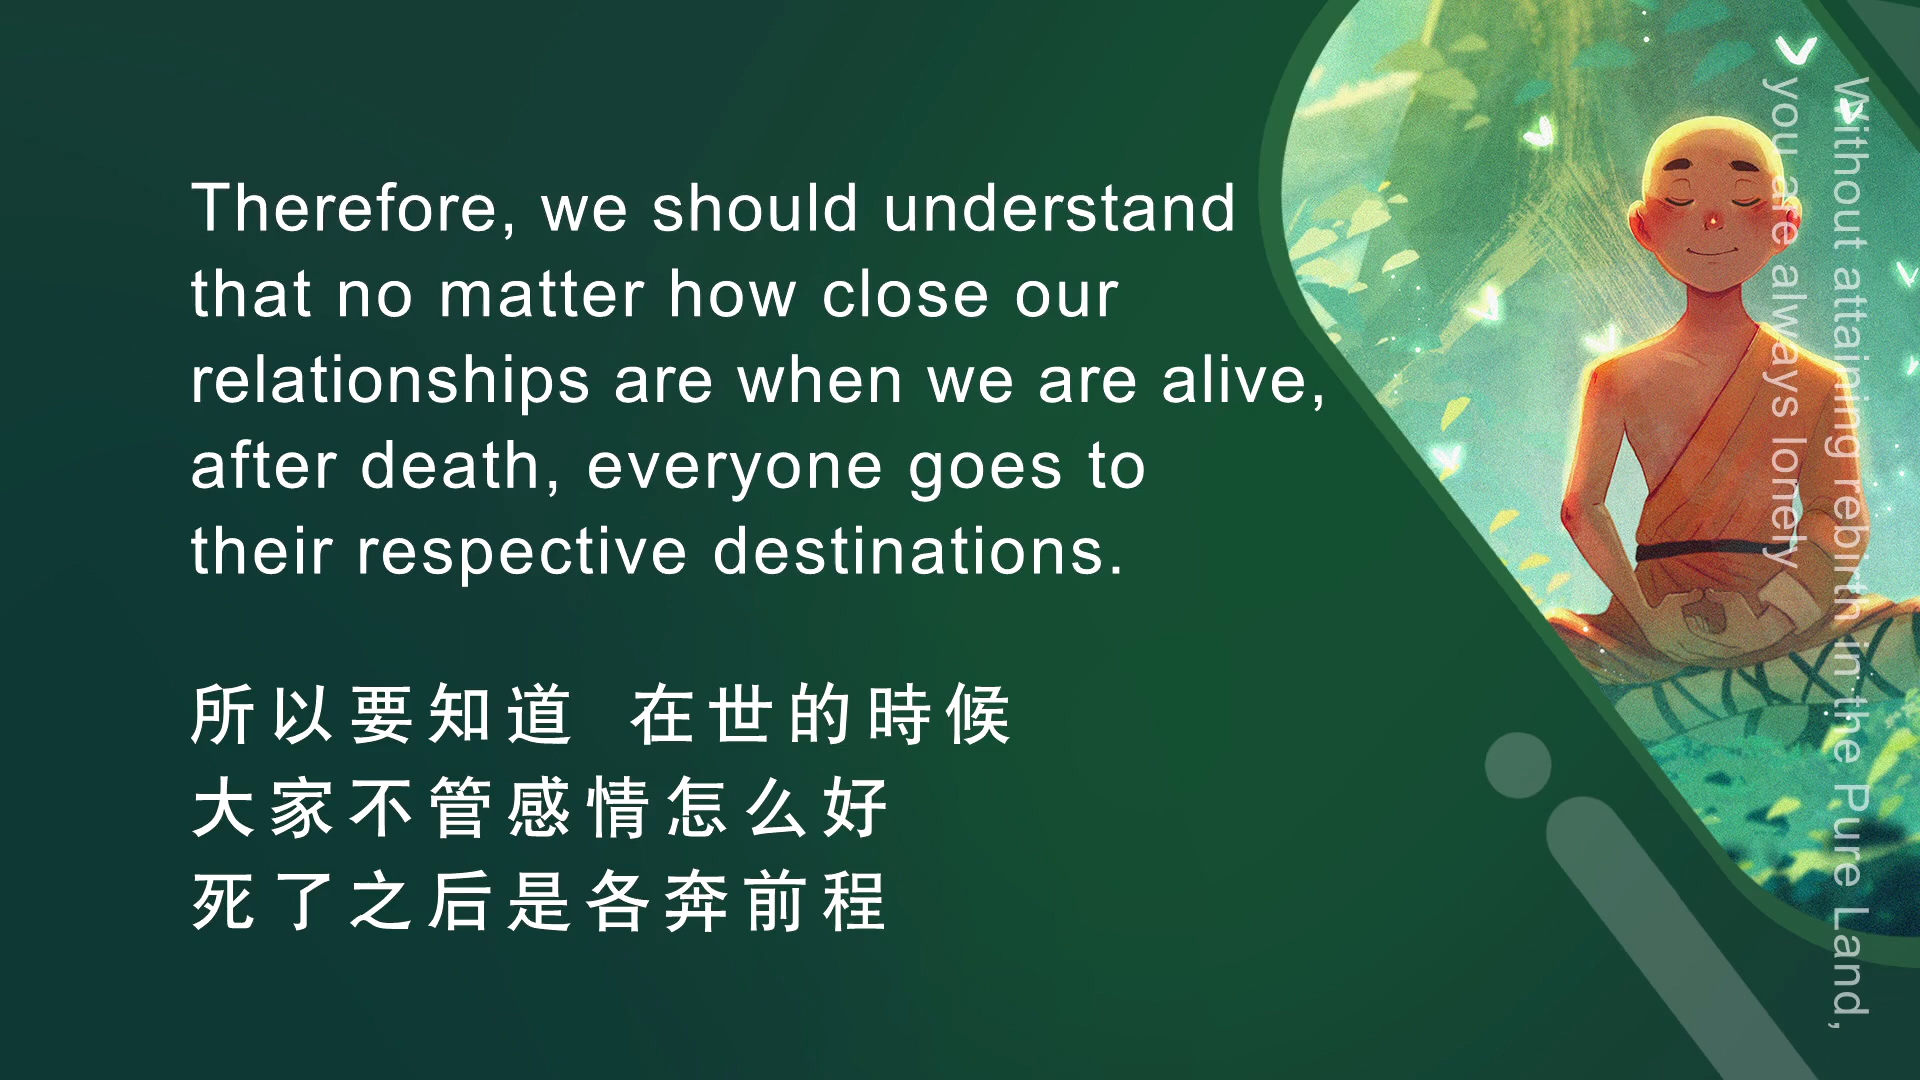 Therefore, we should understand
that no matter how close our
relationships are when we are alive,
after death, everyone goes to
their respective destinations.
所以要知道 在世的時候
大家不管感情怎么好
死了之后是各奔前程
Without attaining rebirth in the Pure Land,
you are always lonely